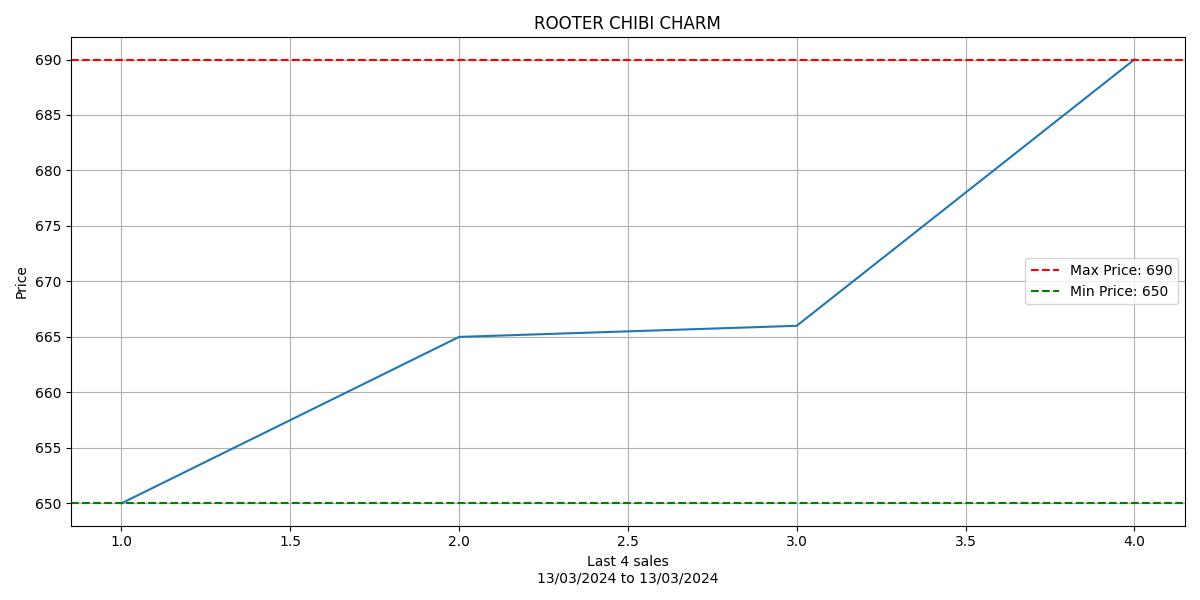 ROOTER CHIBI CHARM
Price
690
685
680
675
670
665
660
655
650
Max Price: 690
Min Price: 650
1.0 1.5 2.0 2.5 3.0 3.5 4.0
Last 4 sales
13/03/2024 to 13/03/2024